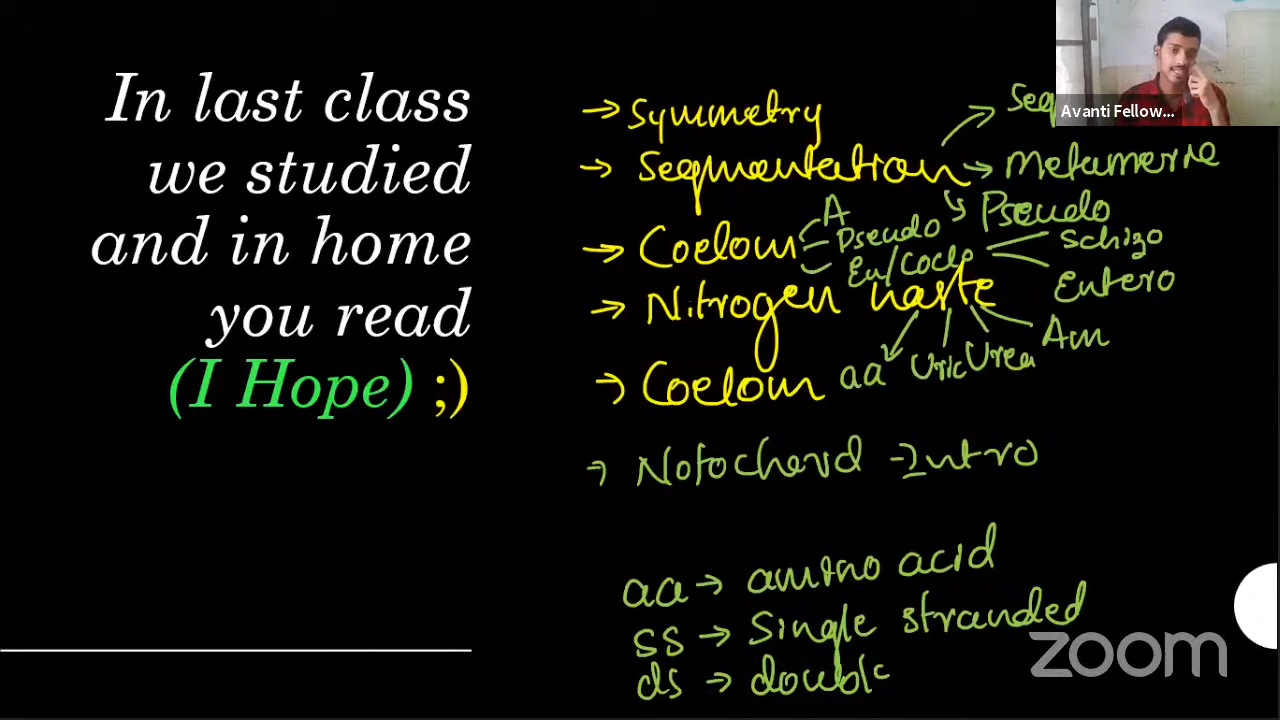 In last class
we studied
and in home
you read
(I Hope) ;)
Avanti Fellow...
→ Symmetry
→ Segmentation
→ Metamerne
Pseudo
→ Coelom
A
Pseudo
Eu/Coelo
Schizo
Entero
→ Nitrogen waste
aa
Uric
Urea
Am
→ Coelom
→ Notochord → Intro
aa → amino acid
ss → Single stranded
ds → double
zoom